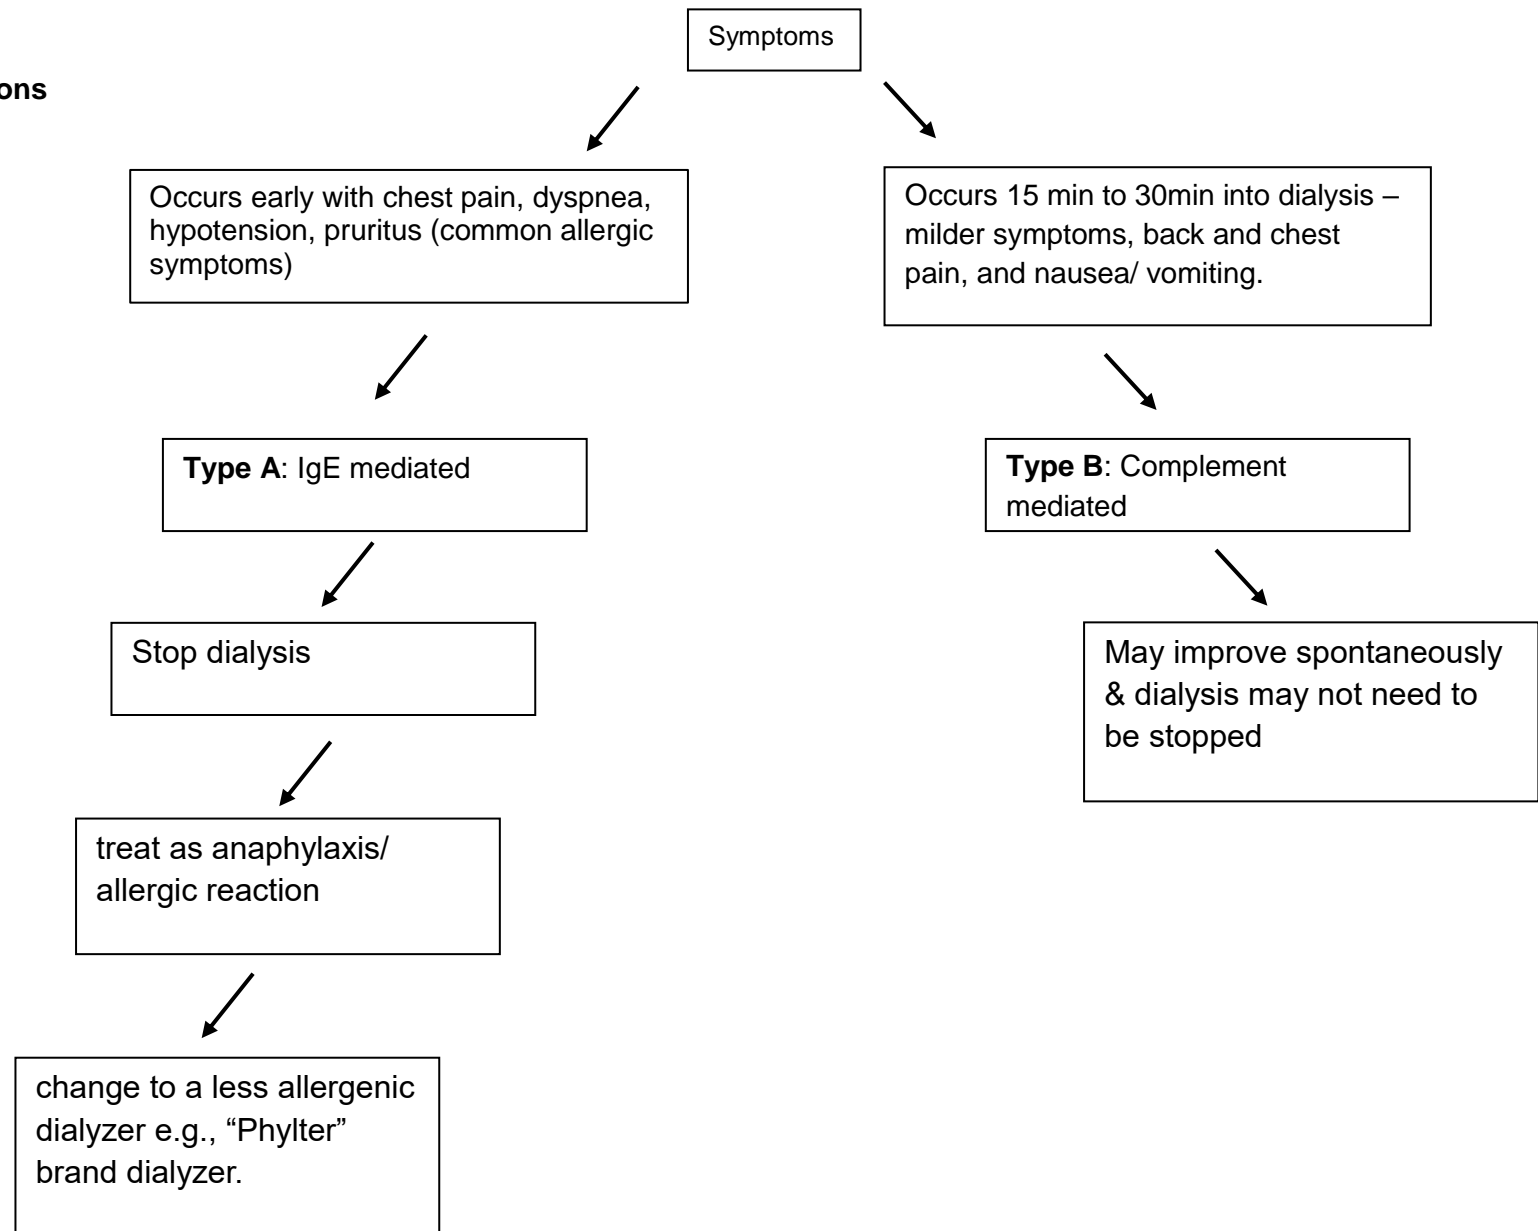 Symptoms
ons
Occurs early with chest pain, dyspnea,
hypotension, pruritus (common allergic
symptoms)
Occurs 15 min to 30min into dialysis –
milder symptoms, back and chest
pain, and nausea/ vomiting.
Type A: IgE mediated
Type B: Complement
mediated
Stop dialysis
May improve spontaneously
& dialysis may not need to
be stopped
treat as anaphylaxis/
allergic reaction
change to a less allergenic
dialyzer e.g., “Phylter”
brand dialyzer.